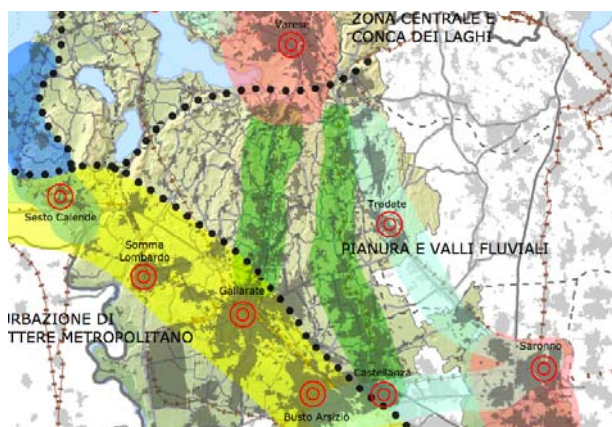 ZONA CENTRALE E
CONCA DEI LAGHI
Varese
Sesto Calende
Tradate
PIANURA E VALLI FLUVIALI
Somma
Lombardo
Gallarate
URBAZIONE DI
TTERE METROPOLITANO
Saronno
Castellanza
Busto Arsizio